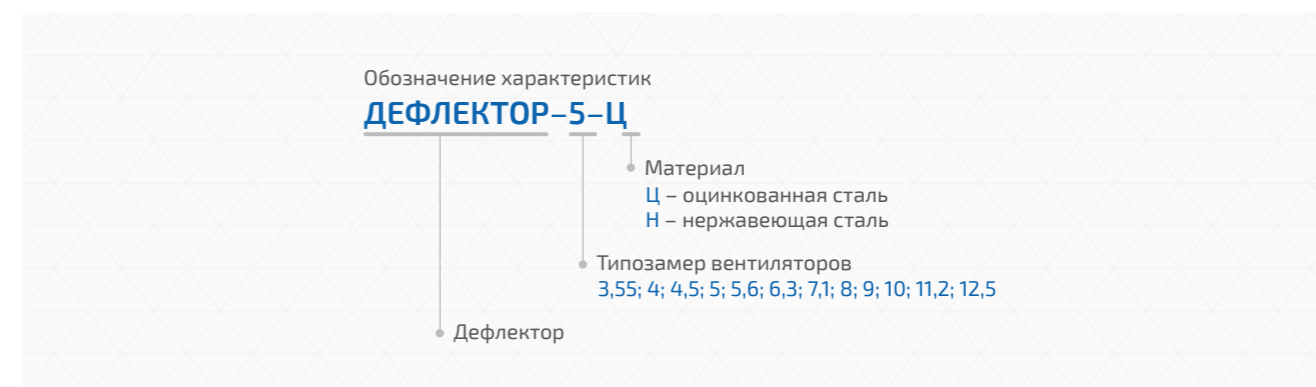 Обозначение характеристик
ДЕФЛЕКТОР–5–Ц
Материал
Ц – оцинкованная сталь
Н – нержавеющая сталь
Типозамер вентиляторов
3,55; 4; 4,5; 5; 5,6; 6,3; 7,1; 8; 9; 10; 11,2; 12,5
Дефлектор